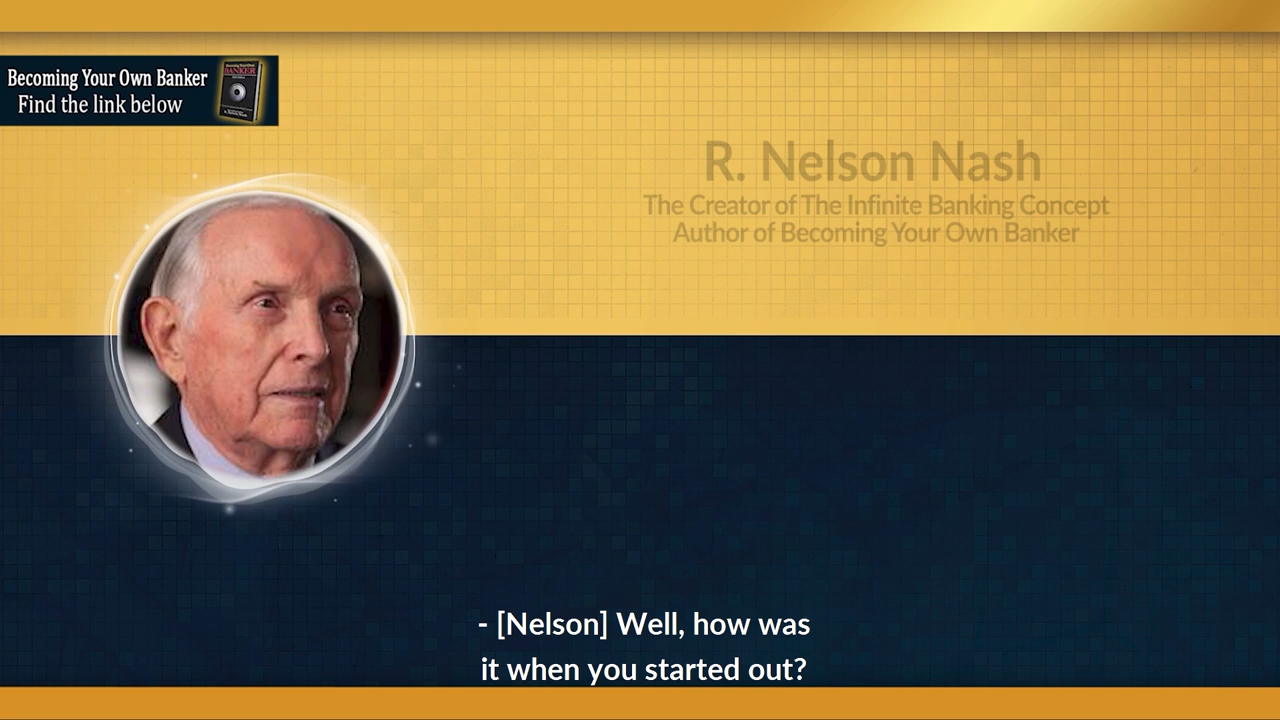 Becoming Your Own Banker
Find the link below
R. Nelson Nash
The Creator of The Infinite Banking Concept
Author of Becoming Your Own Banker
- [Nelson] Well, how was
it when you started out?